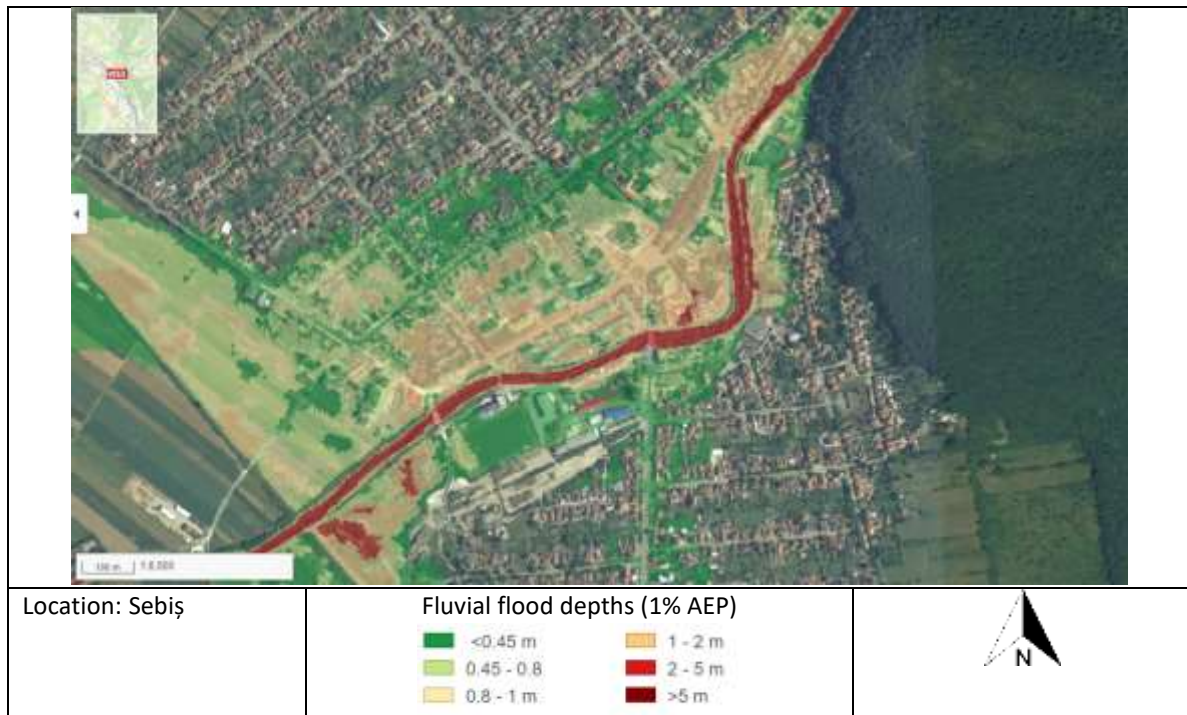 Location: Sebiș
Fluvial flood depths (1% AEP)
<0.45 m
0.45 - 0.8
0.8 - 1 m
1 - 2 m
2 - 5 m
>5 m
N